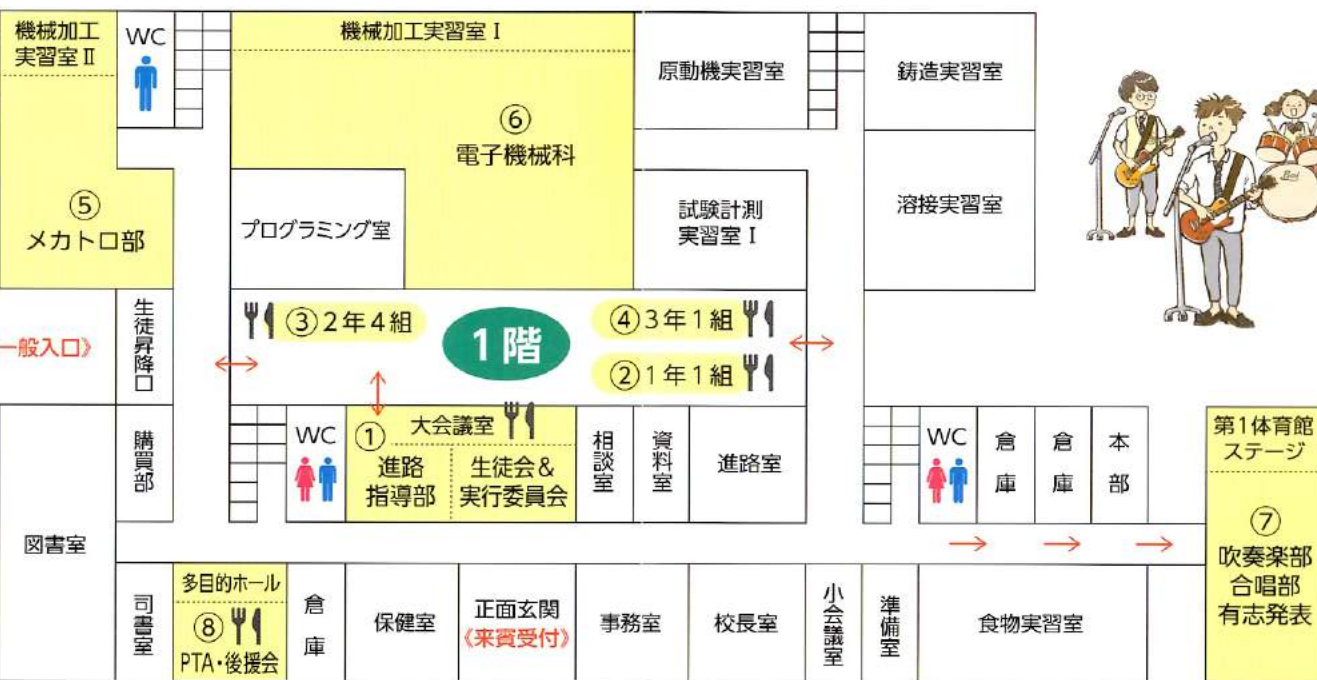 機械加工
実習室Ⅱ
WC
機械加工実習室Ⅰ
原動機実習室
鋳造実習室
⑥
電子機械科
⑤
メカトロ部
プログラミング室
試験計測
実習室Ⅰ
溶接実習室
一般入口》
生徒昇降口
③2年4組
1階
④3年1組
②1年1組
購買部
WC
①
大会議室
進路
指導部
生徒会&
実行委員会
相談室
資料室
進路室
WC
倉庫
倉庫
本部
第1体育館
ステージ
⑦
吹奏楽部
合唱部
有志発表
図書室
司書室
多目的ホール
⑧
PTA・後援会
倉庫
保健室
正面玄関
《来賓受付》
事務室
校長室
小会議室
準備室
食物実習室